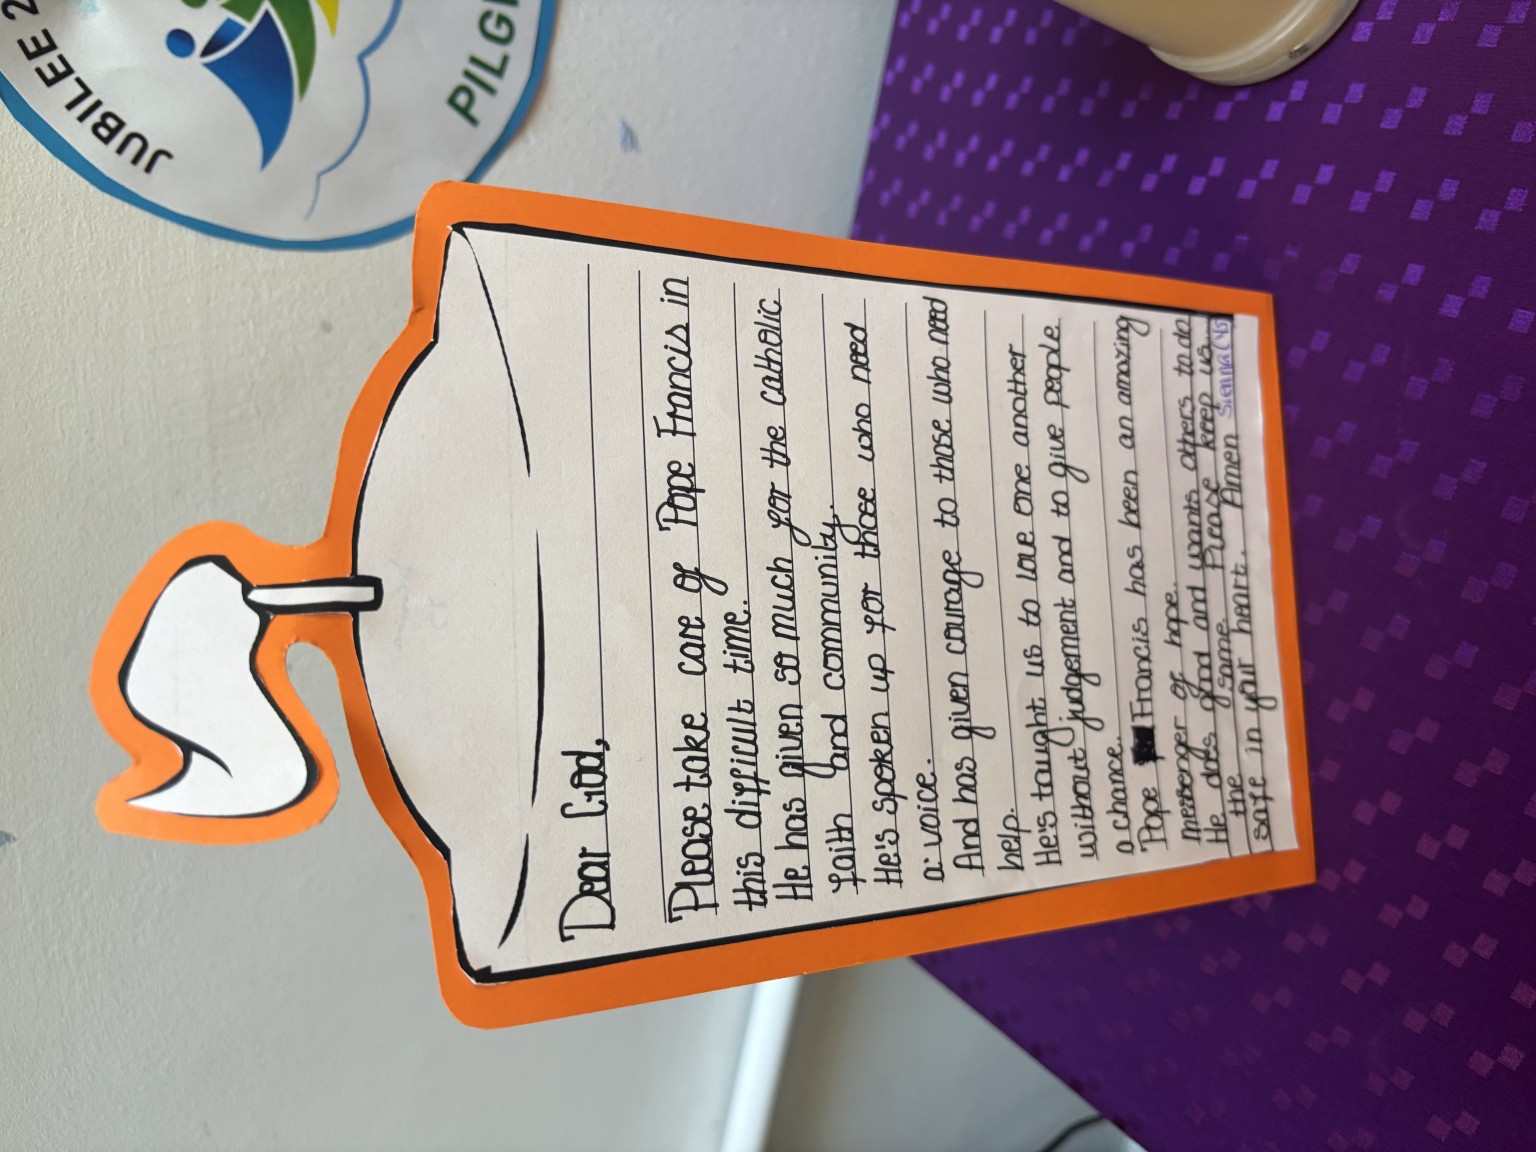 JUBILEE 2
PILG
Dear God,
Please take care of Pope Francis in
this difficult time.
He has given so much for the catholic
faith and community.
He's spoken up for those who need
a voice.
And has given courage to those who need
help.
He's taught us to love one another
without judgement and to give people
a chance.
Pope Francis has been an amazing
messenger of hope.
He does good and wants others to do
the same. Please keep us
safe in your heart. Amen
Sienna